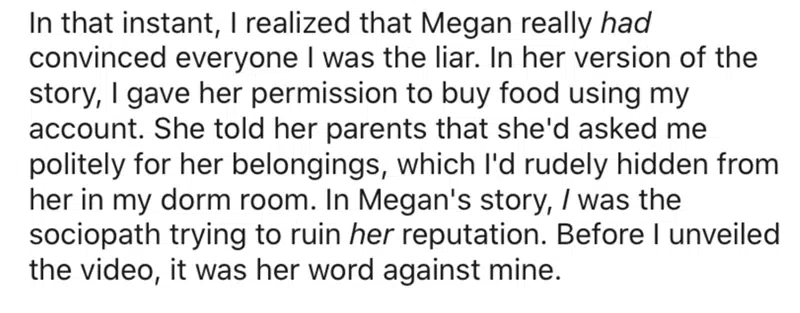 In that instant, I realized that Megan really had
convinced everyone I was the liar. In her version of the
story, I gave her permission to buy food using my
account. She told her parents that she'd asked me
politely for her belongings, which I'd rudely hidden from
her in my dorm room. In Megan's story, I was the
sociopath trying to ruin her reputation. Before I unveiled
the video, it was her word against mine.